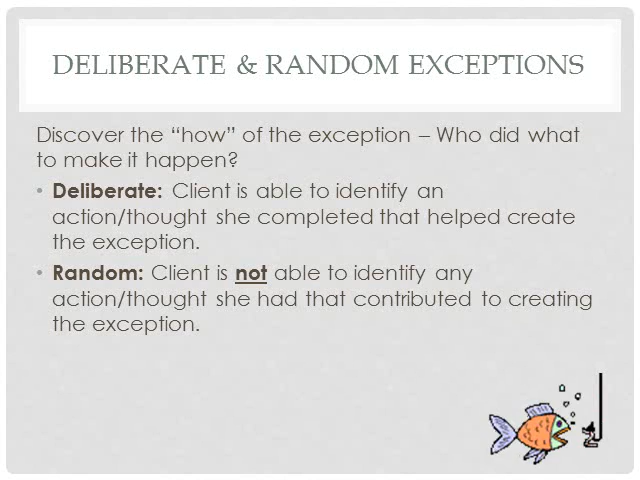 DELIBERATE & RANDOM EXCEPTIONS
Discover the “how” of the exception – Who did what
to make it happen?
• Deliberate: Client is able to identify an
action/thought she completed that helped create
the exception.
• Random: Client is not able to identify any
action/thought she had that contributed to creating
the exception.